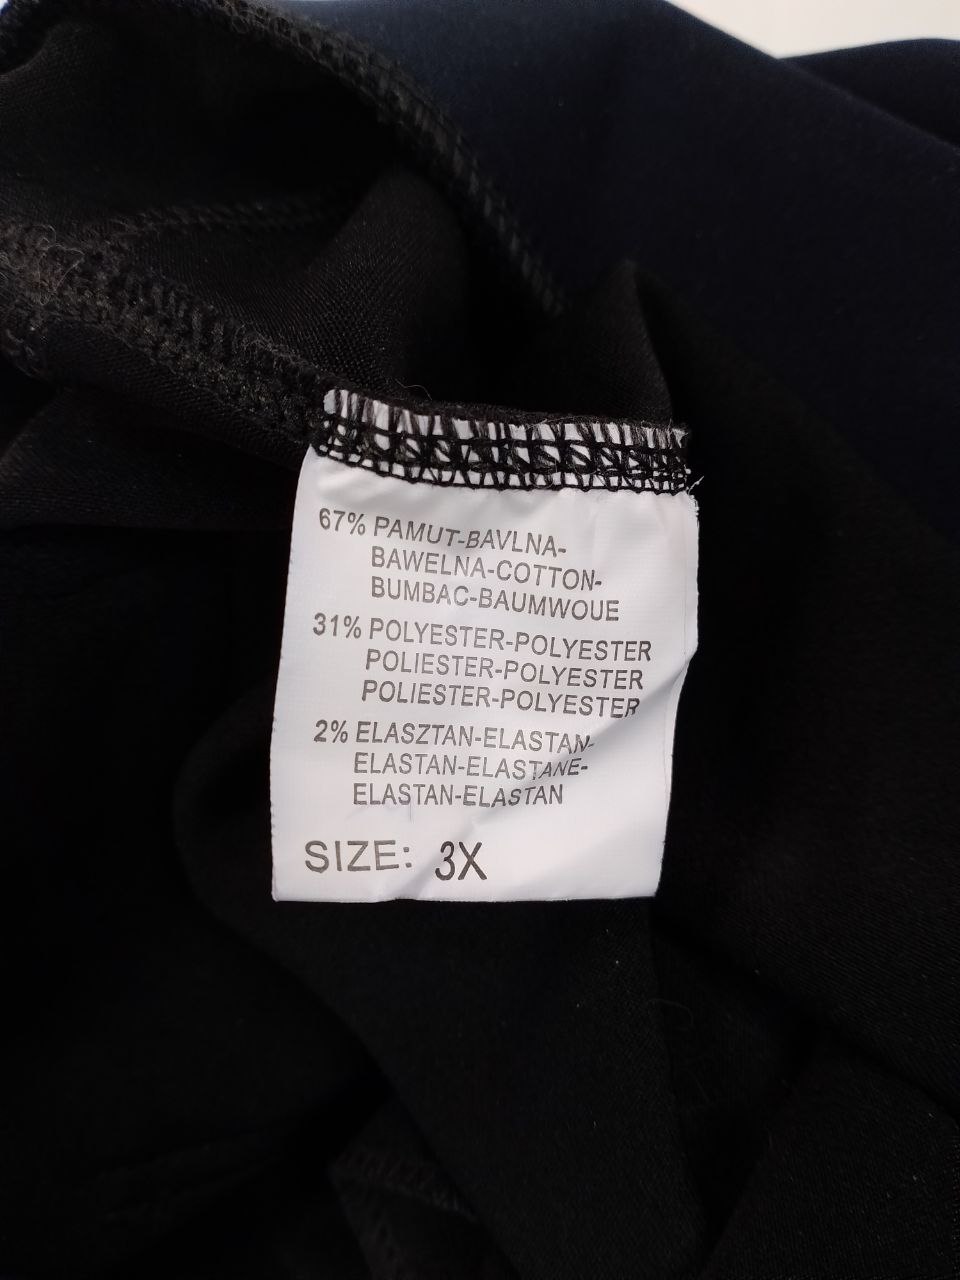 67% PAMUT-BAVLNA-
BAWELNA-COTTON-
BUMBAC-BAUMWOUE
31% POLYESTER-POLYESTER
POLIESTER-POLYESTER
POLIESTER-POLYESTER
2% ELASZTAN-ELASTAN-
ELASTAN-ELASTANE-
ELASTAN-ELASTAN
SIZE: 3X